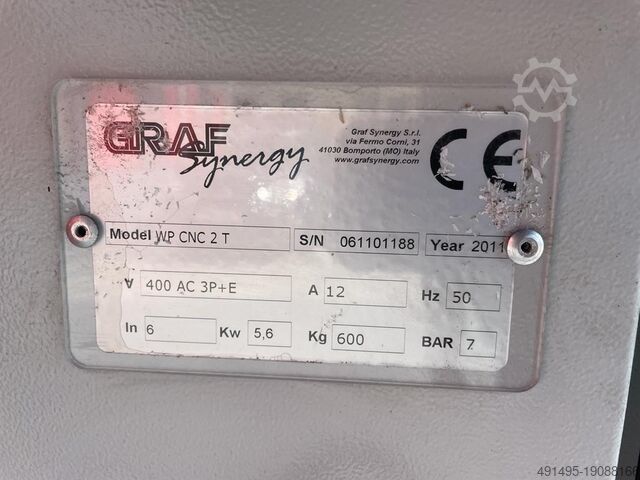 GRAF
Synergy
Graf Synergy S.r.l.
via Fermo Corni, 31
41030 Bomporto (MO) Italy
www.grafsynergy.com
CE
Model WP CNC 2 T S/N 061101188 Year 2011
V 400 AC 3P+E A 12 Hz 50
In 6 Kw 5,6 Kg 600 BAR 7
491495-19088166